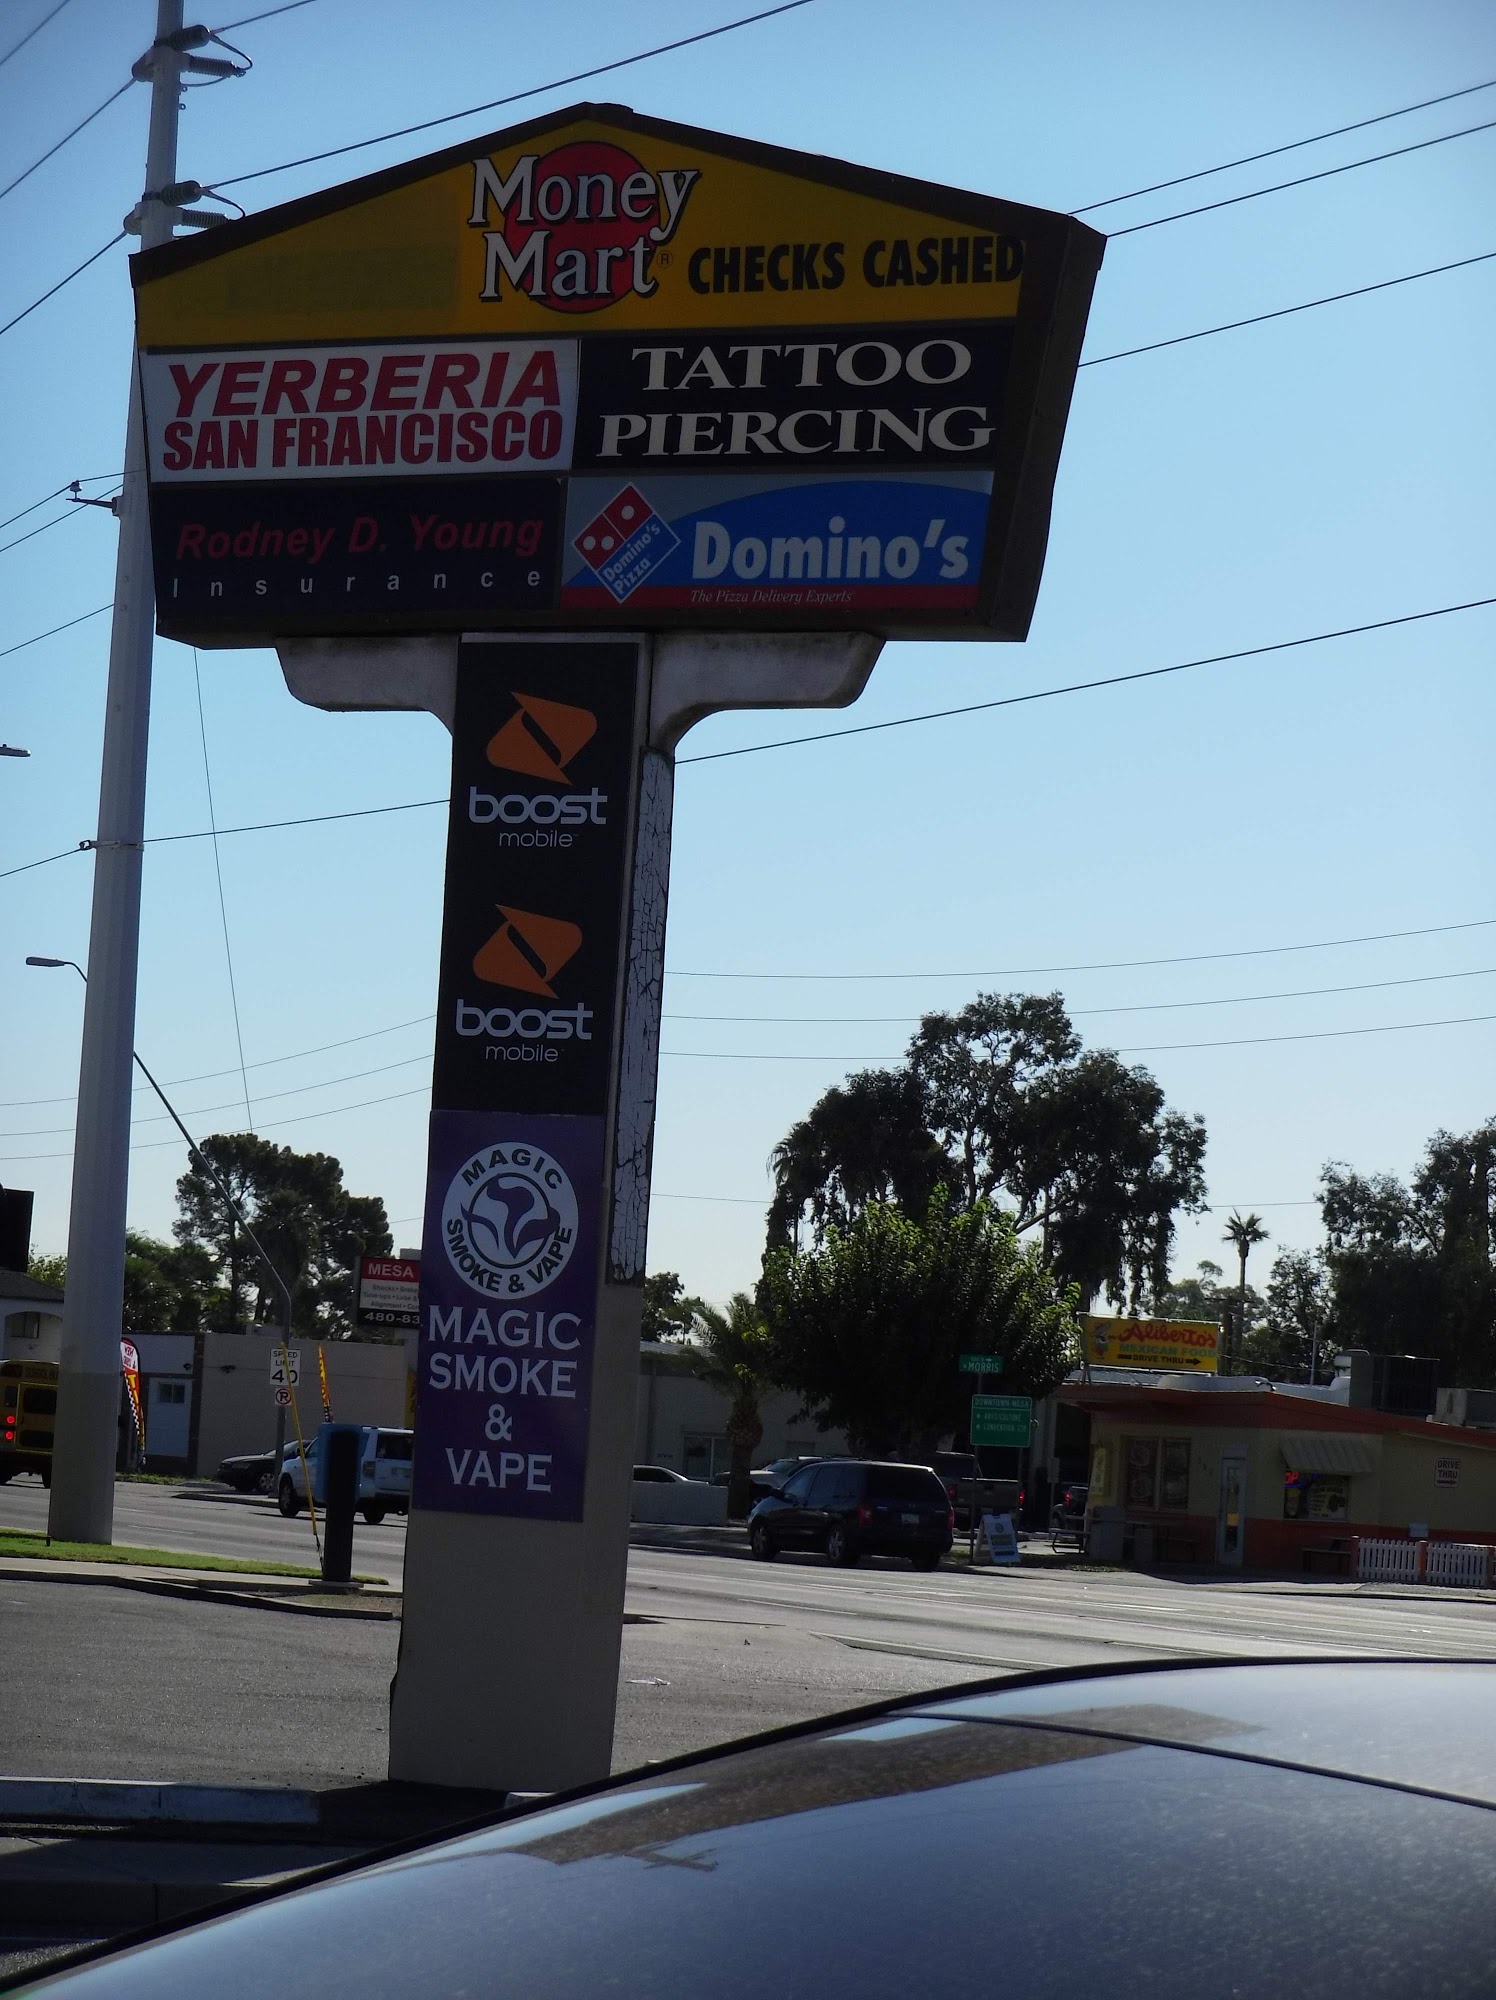 Money
Mart® CHECKS CASHED
YERBERIA
SAN FRANCISCO
TATTOO
PIERCING
Rodney D. Young
Insurance
Domino's
Pizza
Domino's
The Pizza Delivery Experts
boost
mobile
boost
mobile
MAGIC
SMOKE & VAPE
MAGIC
SMOKE
&
VAPE
MESA
480-83
SPEED
LIMIT
40
MORRIS
DOWNTOWN MESA
Aliberto's
MEXICAN FOOD
DRIVE THRU
DRIVE
THRU